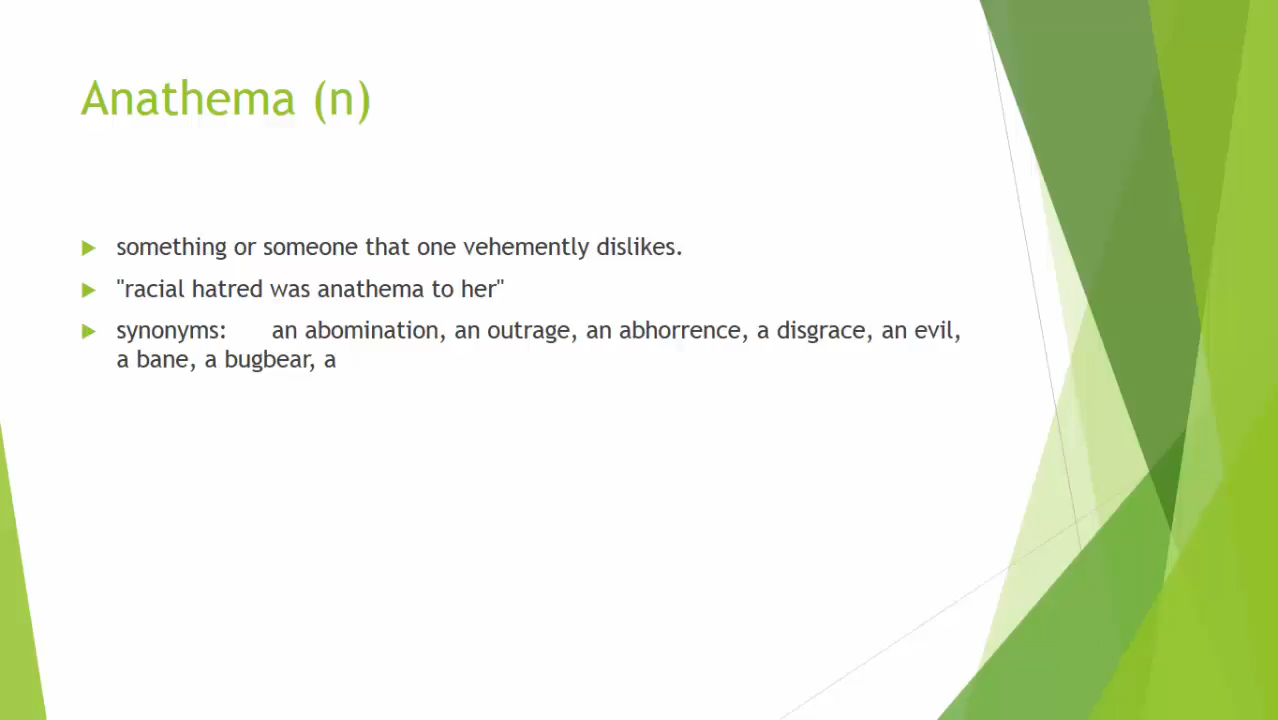 Anathema (n)
something or someone that one vehemently dislikes.
"racial hatred was anathema to her"
synonyms: an abomination, an outrage, an abhorrence, a disgrace, an evil,
a bane, a bugbear, a